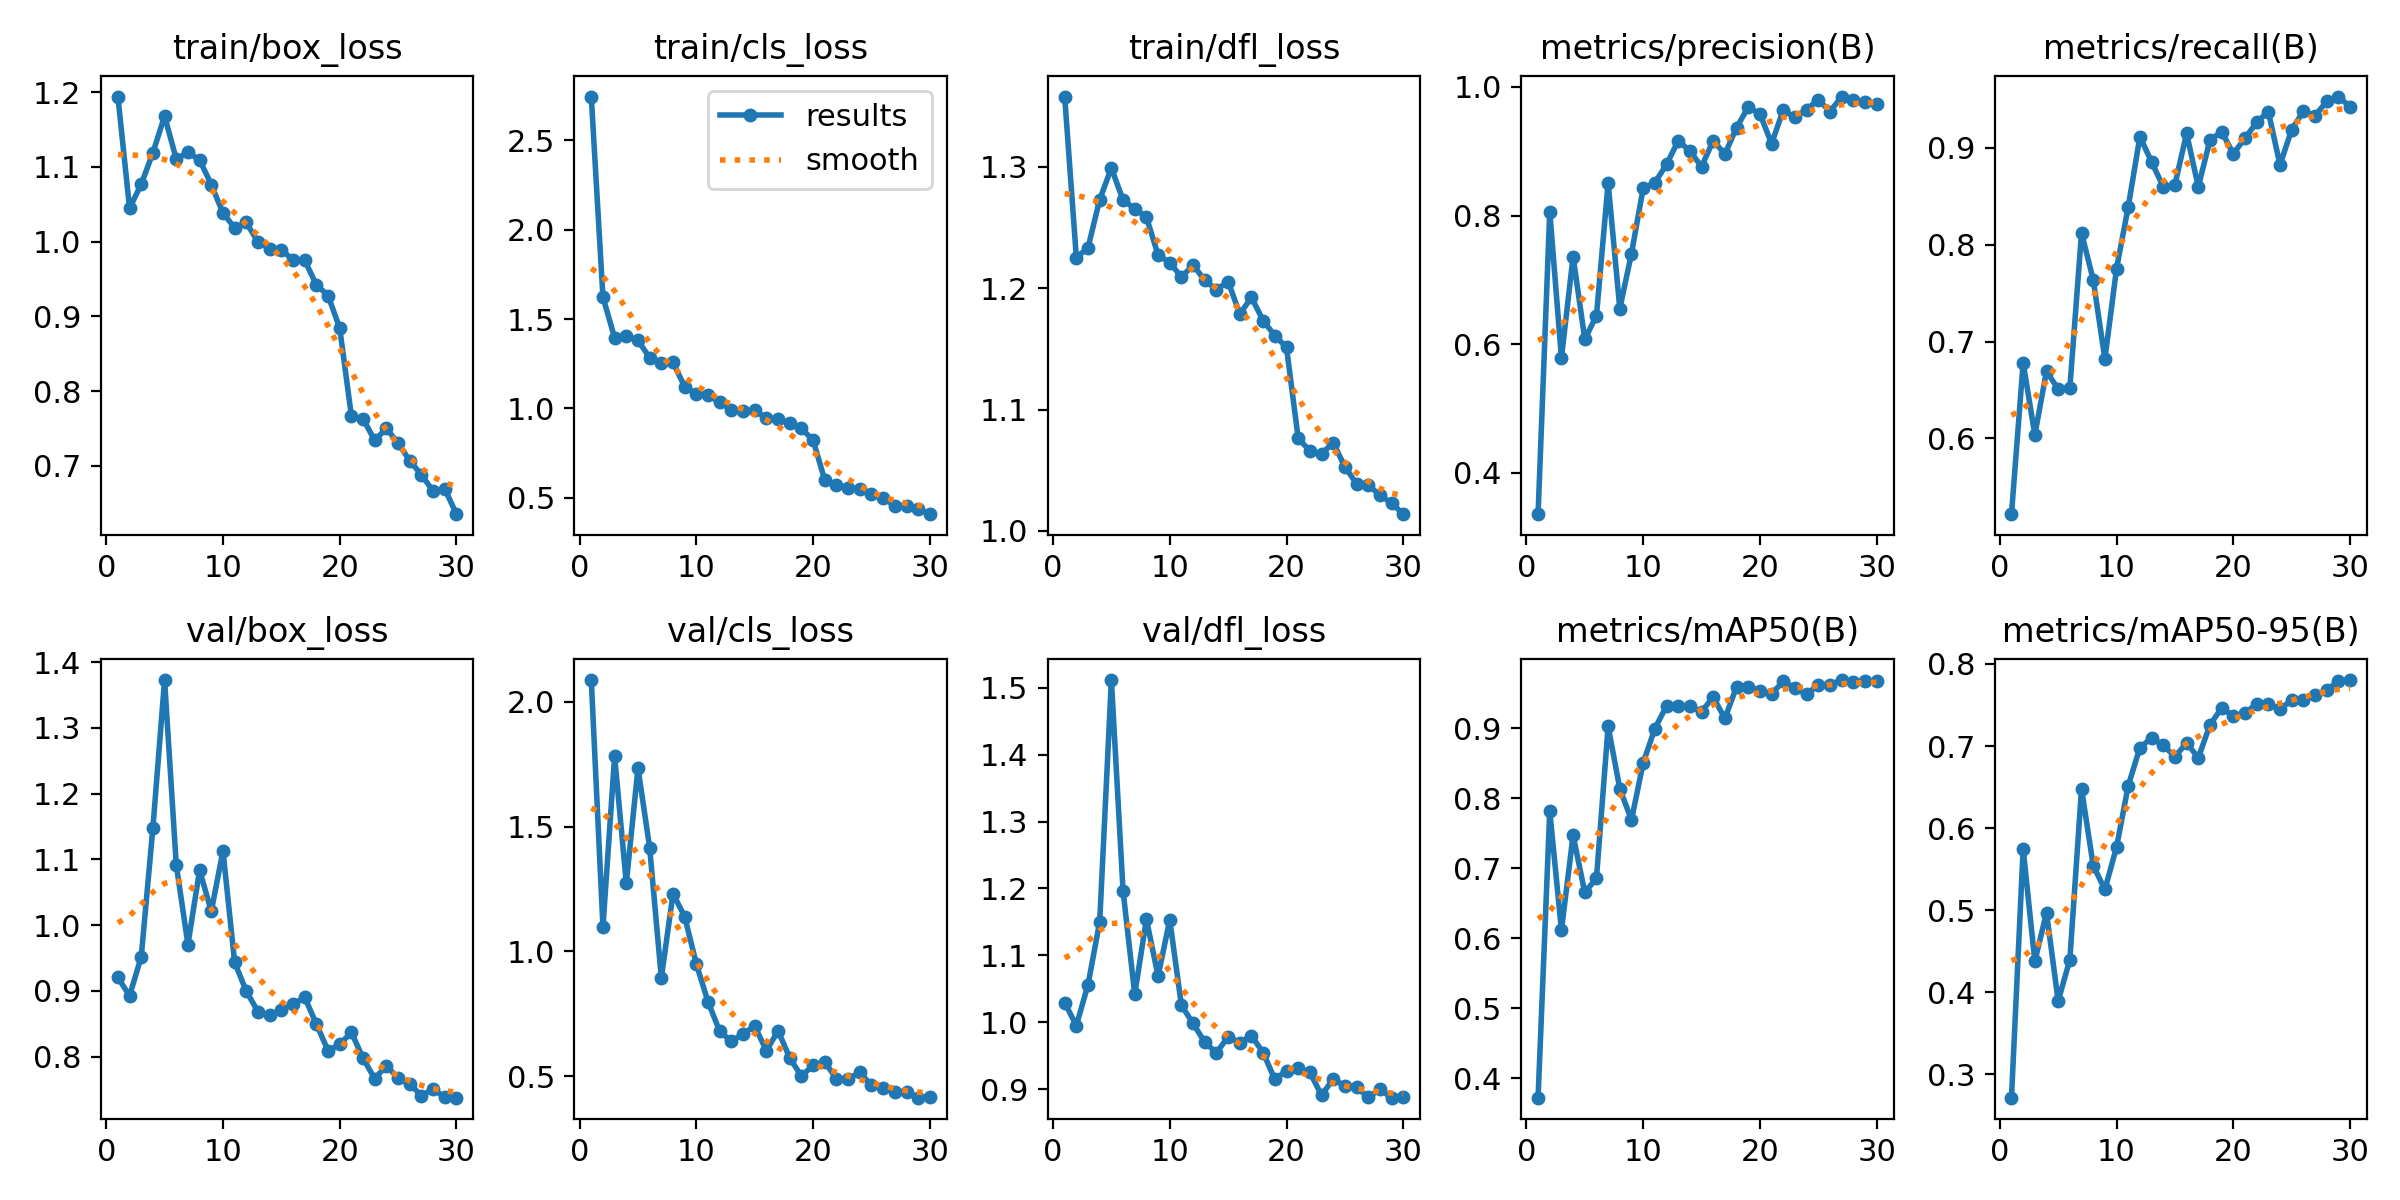 train/box_loss
1.2
1.1
1.0
0.9
0.8
0.7
0 10 20 30
train/cls_loss
results
smooth
2.5
2.0
1.5
1.0
0.5
0 10 20 30
train/dfl_loss
1.3
1.2
1.1
1.0
0 10 20 30
metrics/precision(B)
1.0
0.8
0.6
0.4
0 10 20 30
metrics/recall(B)
0.9
0.8
0.7
0.6
0 10 20 30
val/box_loss
1.4
1.3
1.2
1.1
1.0
0.9
0.8
0 10 20 30
val/cls_loss
2.0
1.5
1.0
0.5
0 10 20 30
val/dfl_loss
1.5
1.4
1.3
1.2
1.1
1.0
0.9
0 10 20 30
metrics/mAP50(B)
0.9
0.8
0.7
0.6
0.5
0.4
0 10 20 30
metrics/mAP50-95(B)
0.8
0.7
0.6
0.5
0.4
0.3
0 10 20 30